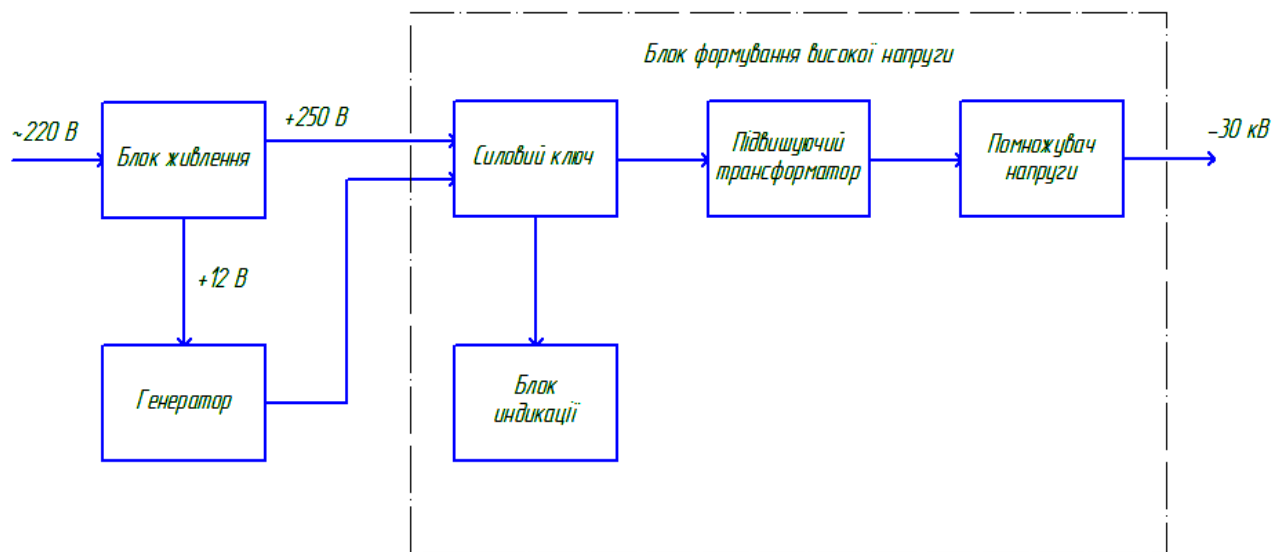 Блок формування високої напруги
~220 В
Блок живлення
+250 В
Силовий ключ
Підвишуючий
трансформатор
Помножувач
напруги
-30 кВ
+12 В
Генератор
Блок
индикації